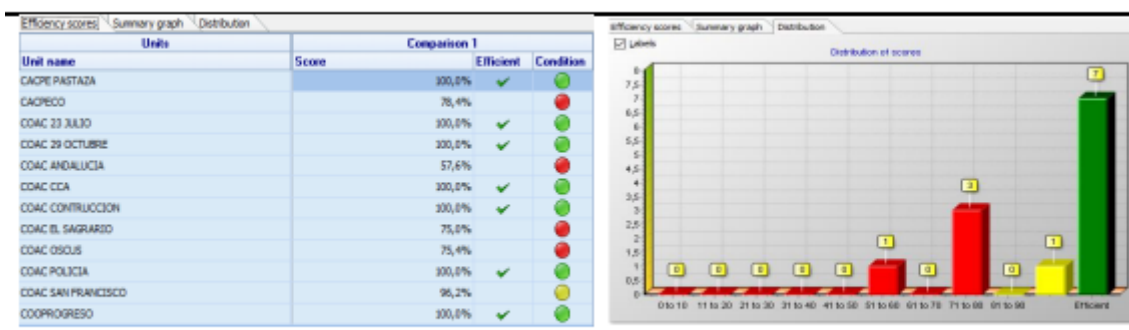 Efficiency scores Summary graph Distribution
Units Comparison 1
Unit name Score Efficient Condition
CACPE PASTAZA 100,0%
CACPECO 78,4%
COAC 23 JULIO 100,0%
COAC 29 OCTUBRE 100,0%
COAC ANDALUCIA 57,6%
COAC CCA 100,0%
COAC CONTRUCCION 100,0%
COAC EL SAGRARIO 75,0%
COAC OSCUS 75,4%
COAC POLICIA 100,0%
COAC SAN FRANCISCO 96,2%
COOPROGRESO 100,0%
Efficiency scores Summary graph Distribution
Labels
Distribution of scores
8
7,5
7
6,5
6
5,5
5
4,5
4
3,5
3
2,5
2
1,5
1
0,5
0
0 0 0 0 0 1 0 3 0 1 7
0 to 10 11 to 20 21 to 30 31 to 40 41 to 50 51 to 60 61 to 70 71 to 80 81 to 90 Efficient